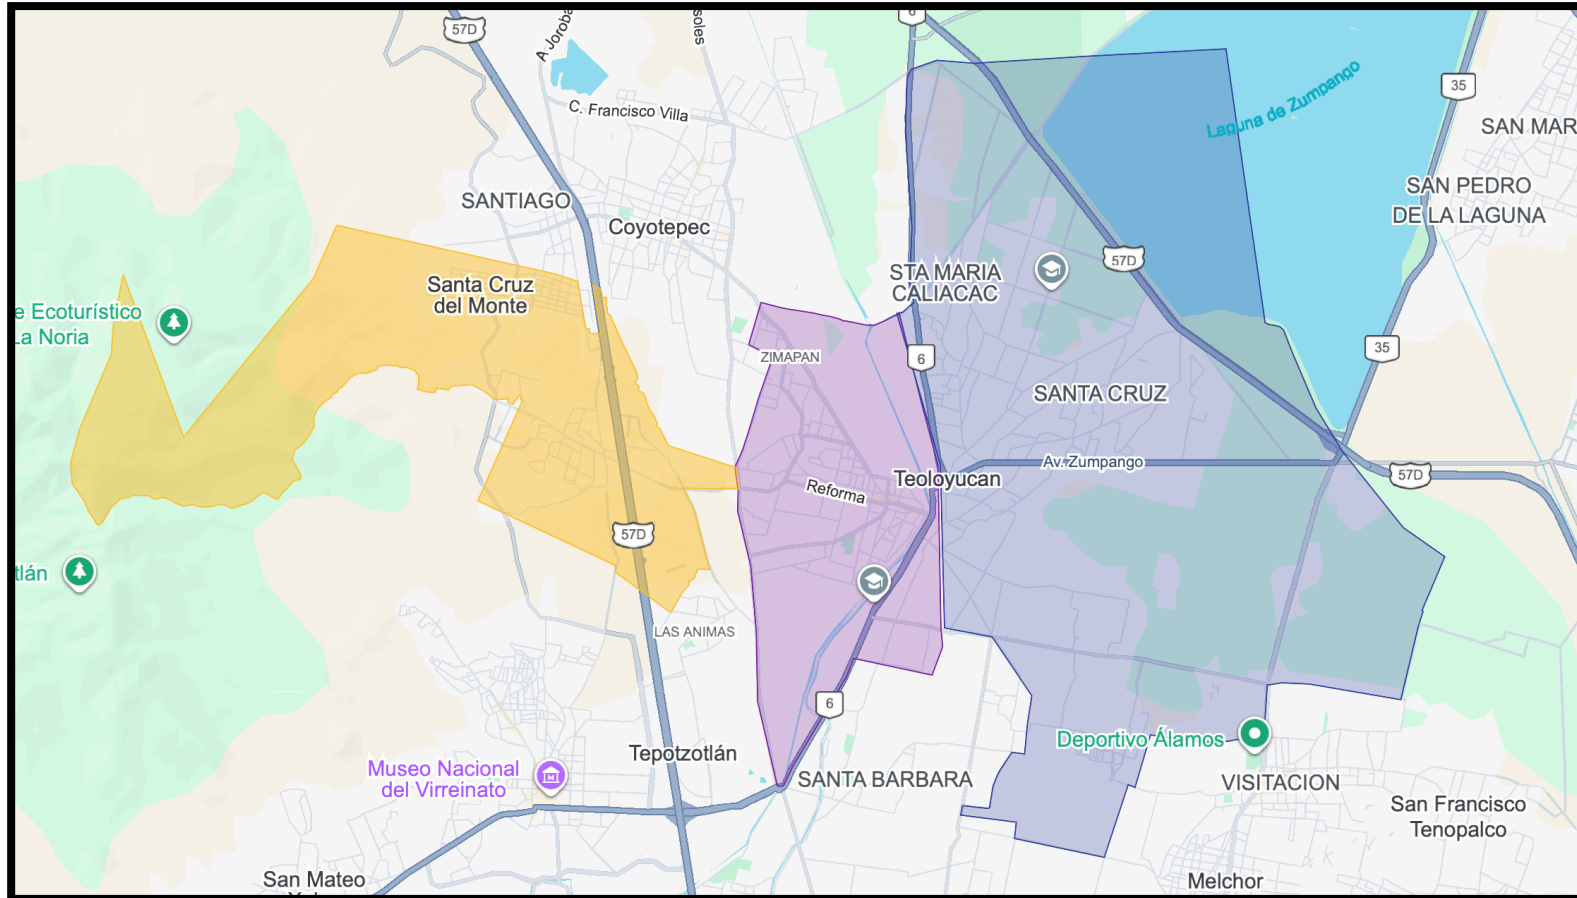 57D
A Joroba
soles
6
C. Francisco Villa
Laguna de Zumpango
35
SAN MAR
SANTIAGO
SAN PEDRO
DE LA LAGUNA
Coyotepec
STA MARIA
CALIACAC
57D
Santa Cruz
del Monte
e Ecoturístico
La Noria
ZIMAPAN
6
35
SANTA CRUZ
Av. Zumpango
Teoloyucan
Reforma
57D
57D
tlán
LAS ANIMAS
6
Deportivo Álamos
Tepotzotlán
Museo Nacional
del Virreinato
SANTA BARBARA
VISITACION
San Francisco
Tenopalco
San Mateo
Melchor